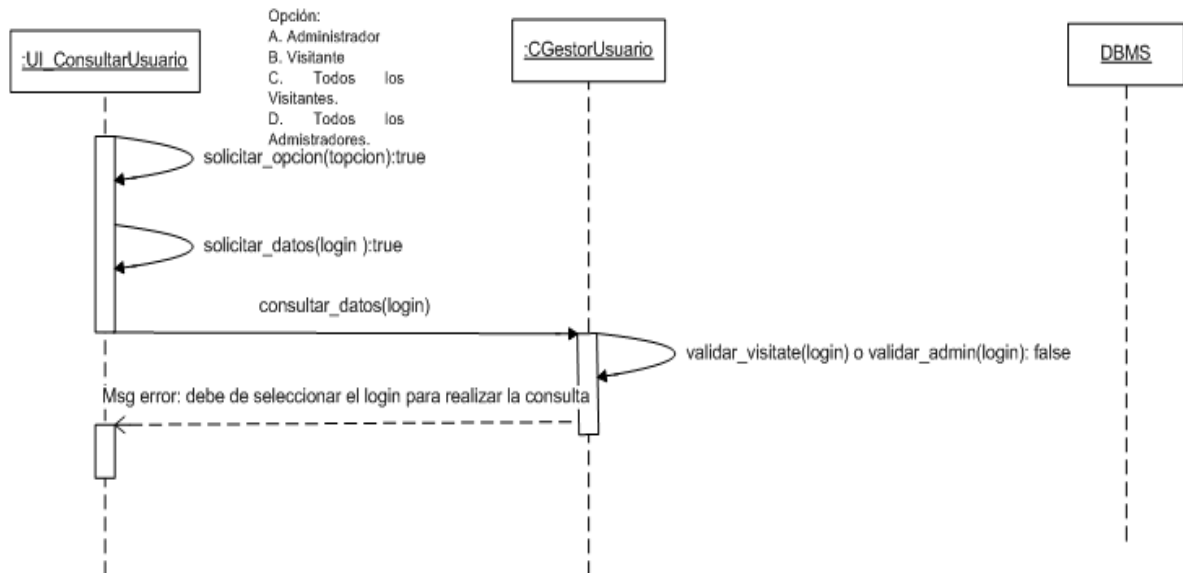 Opción:
A. Administrador
B. Visitante
C. Todos los
Visitantes.
D. Todos los
Admistradores.
:UI_ConsultarUsuario
:CGestorUsuario
DBMS
solicitar_opcion(topcion):true
solicitar_datos(login ):true
consultar_datos(login)
validar_visitate(login) o validar_admin(login): false
Msg error: debe de seleccionar el login para realizar la consulta